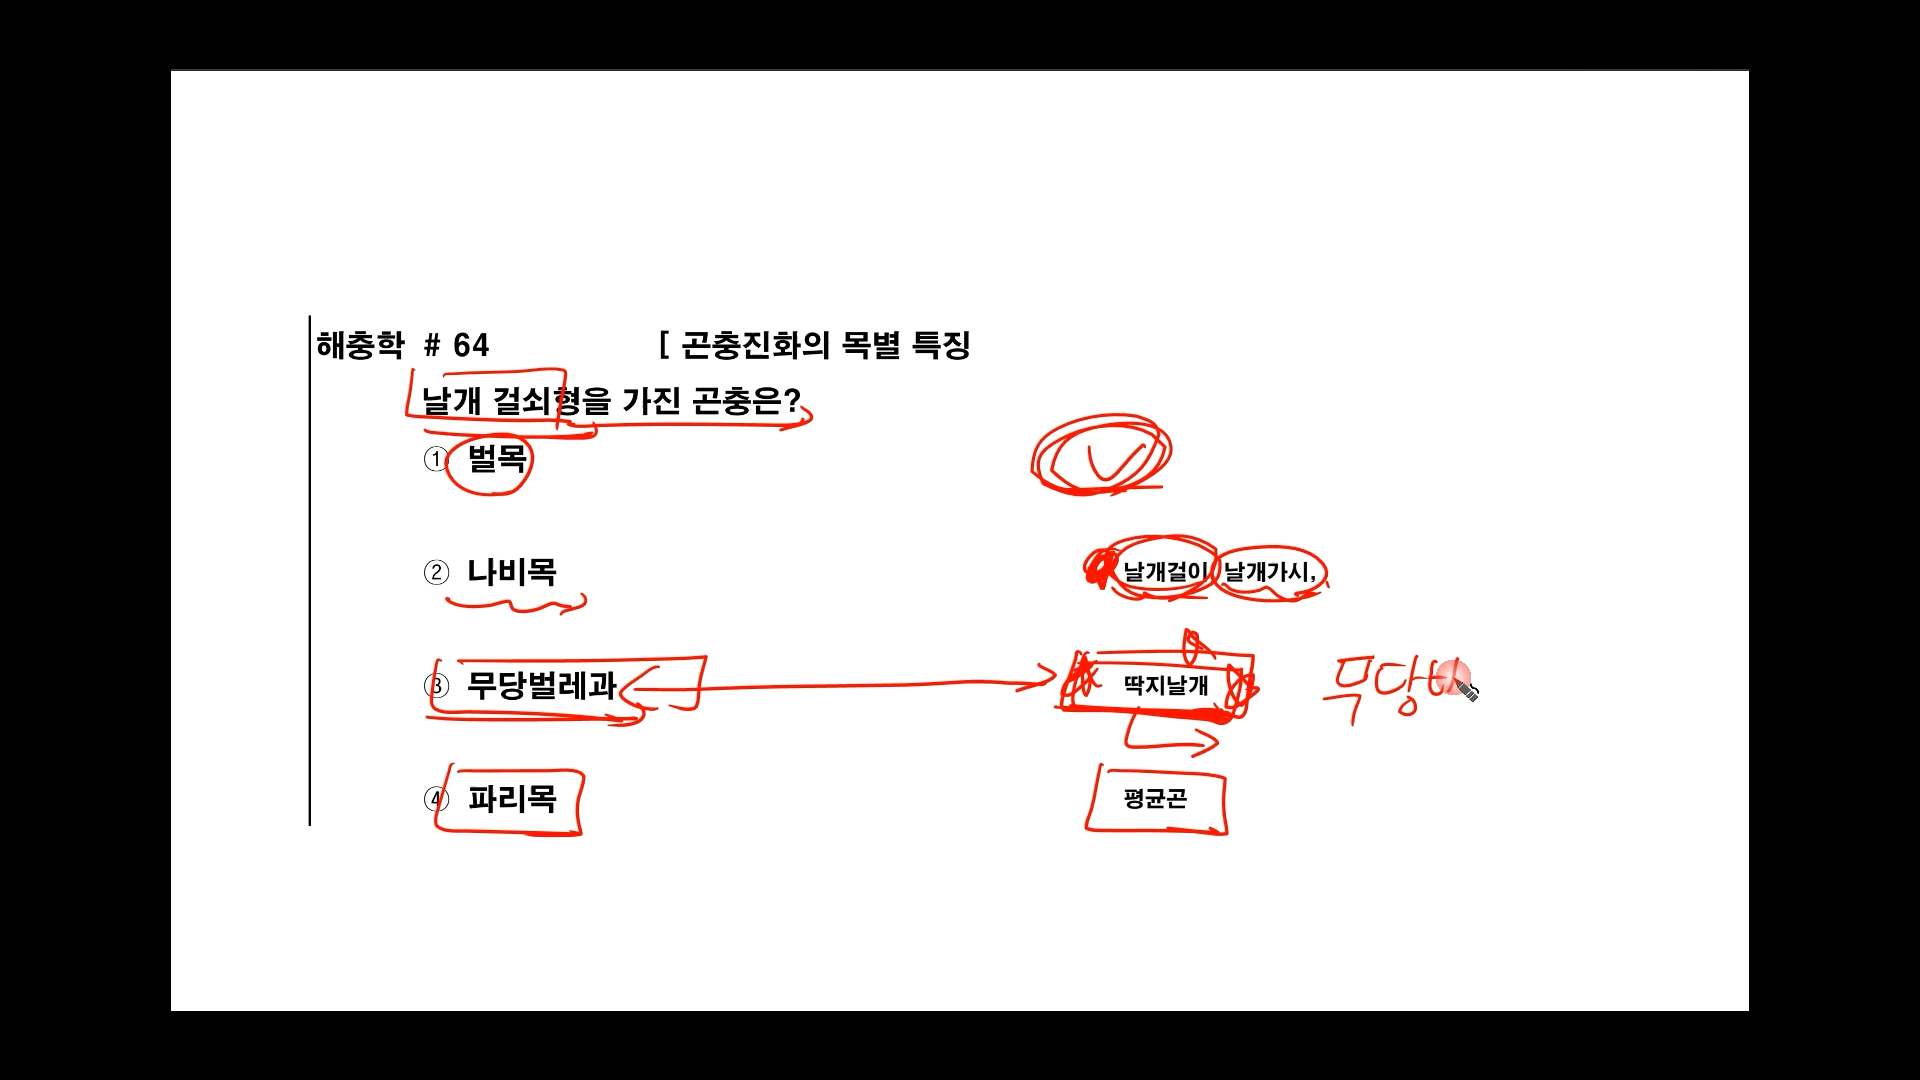 해충학 # 64 [ 곤충진화의 목별 특징
날개 걸쇠형을 가진 곤충은?
① 벌목
② 나비목 날개걸이 날개가시,
③ 무당벌레과 딱지날개 무당
④ 파리목 평균곤